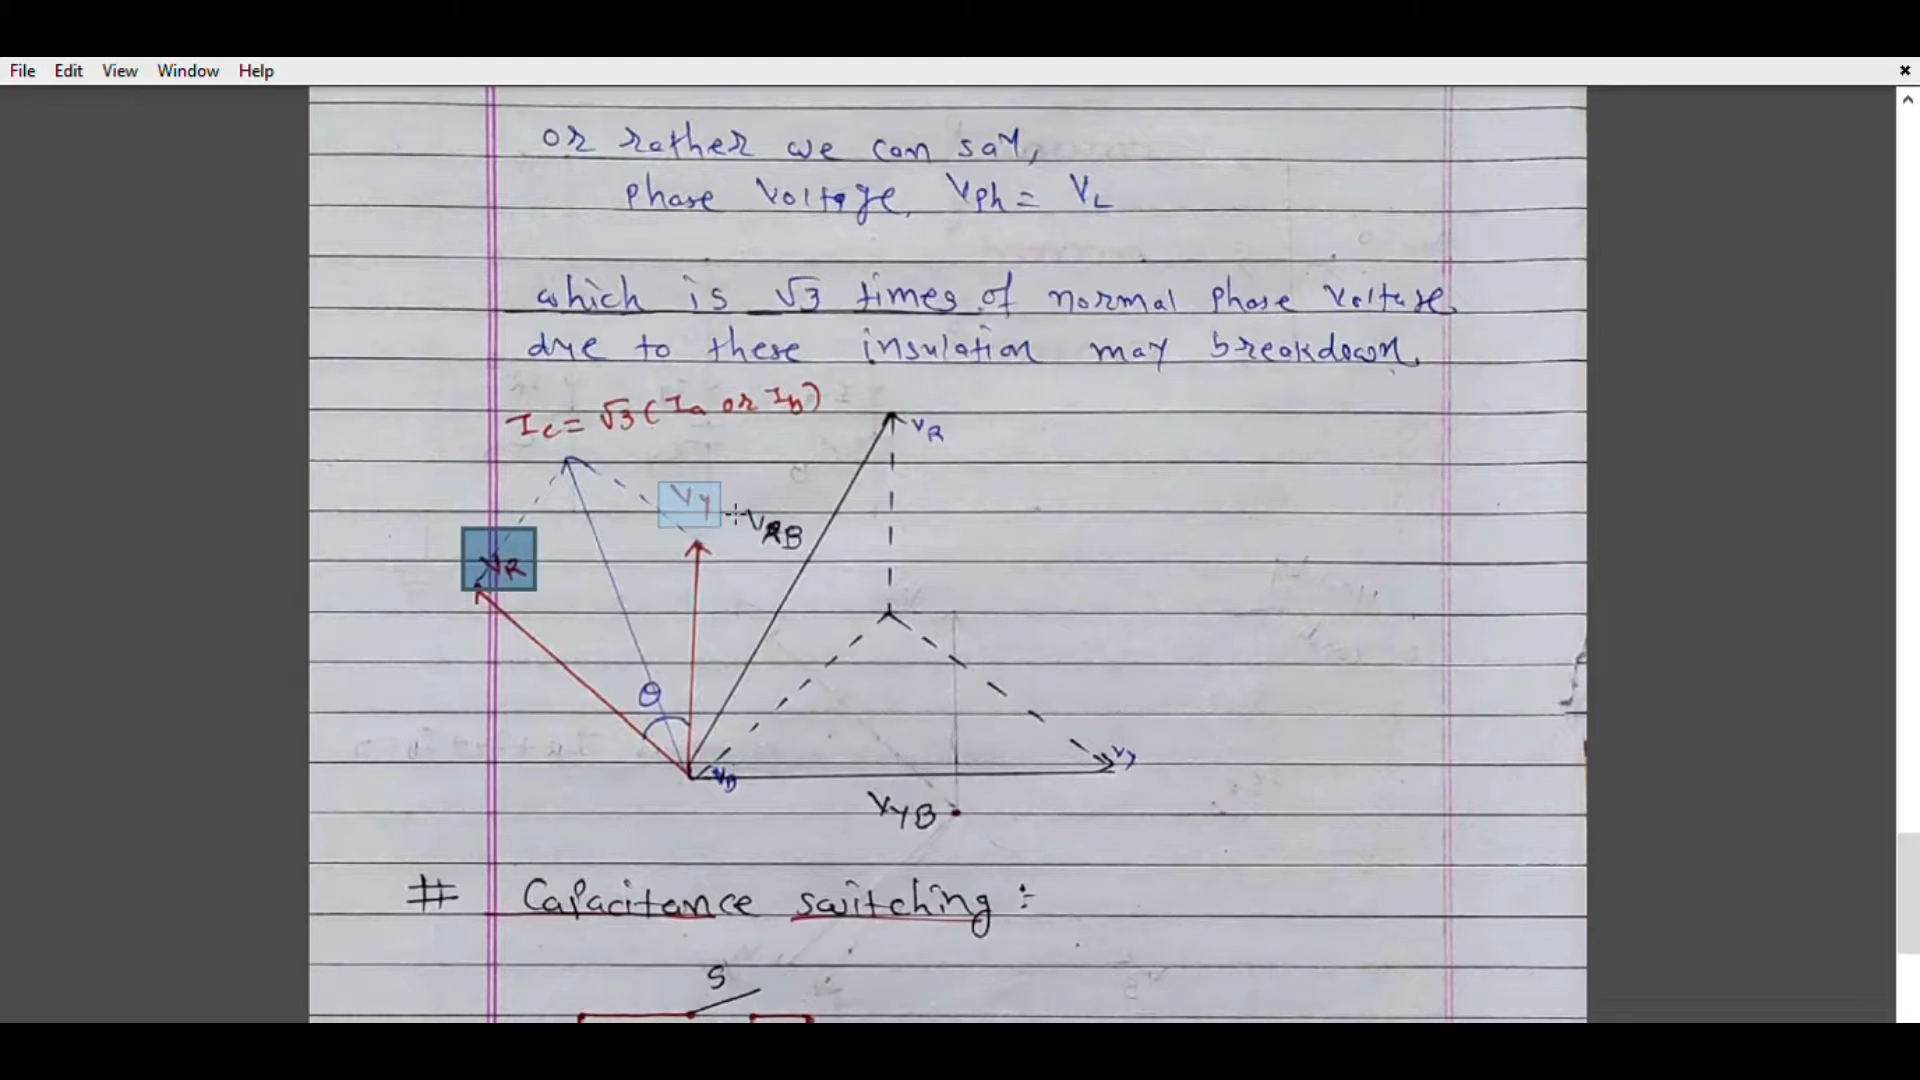 File Edit View Window Help
or rather we can say,
phase Voltage, Vph = VL
which is √3 times of normal phase voltage.
due to these insulation may breakdown.
Ic = √3 (Ia or Ib)
VR
Vy
VRB
VR
θ
VB
Vy
VyB
# Capacitance switching :
S